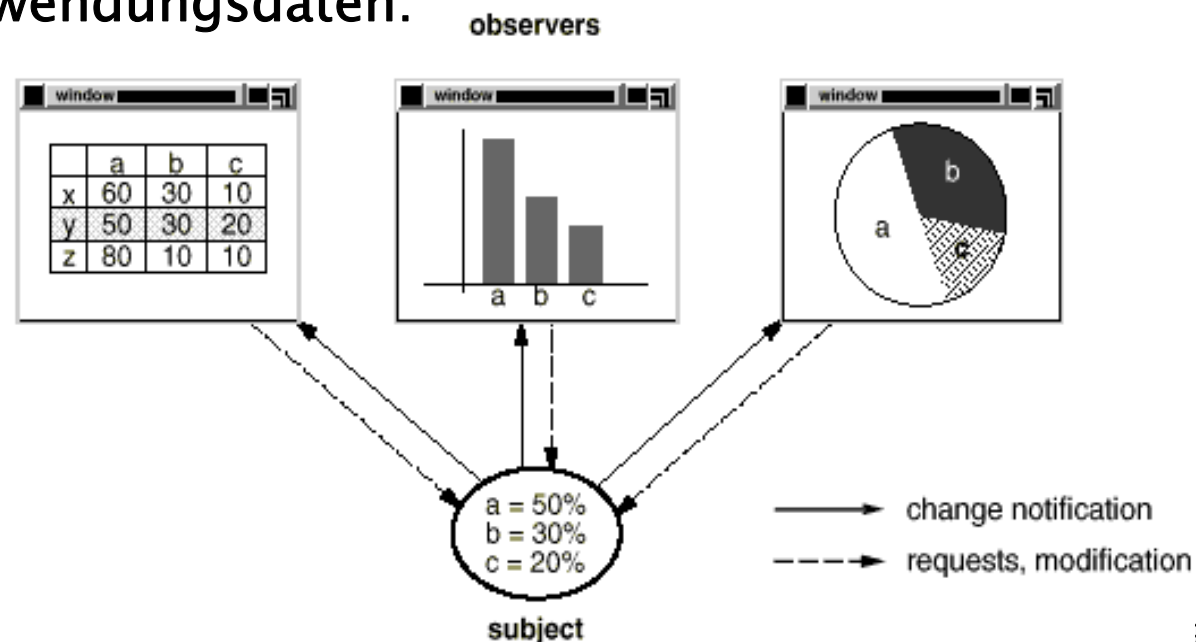 wendungsdaten.
observers
window
a b c
x 60 30 10
y 50 30 20
z 80 10 10
window
a b c
window
a
b
c
a = 50%
b = 30%
c = 20%
subject
change notification
requests, modification